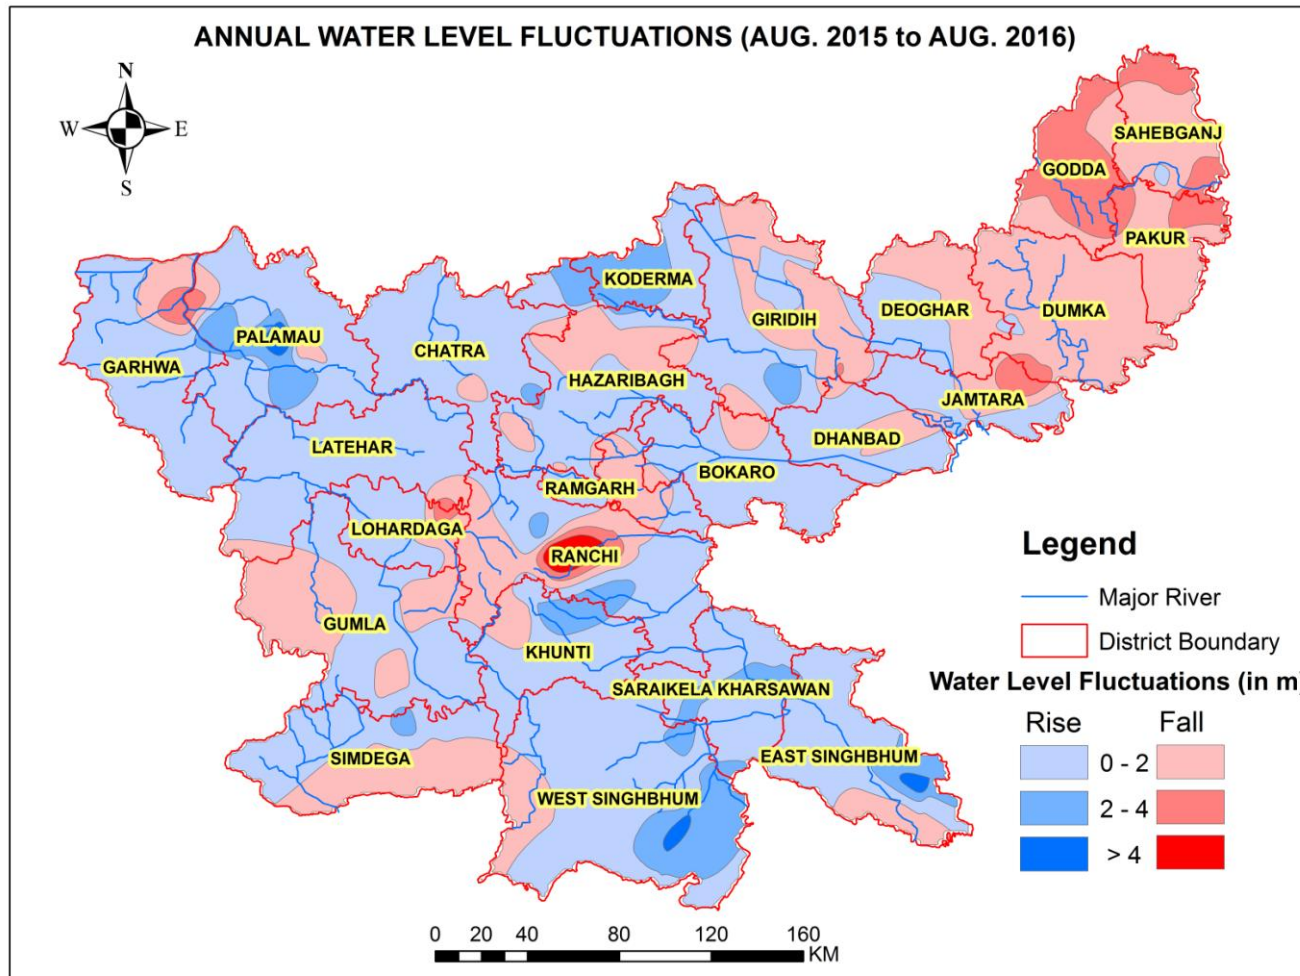 ANNUAL WATER LEVEL FLUCTUATIONS (AUG. 2015 to AUG. 2016)
N
W E
S
SAHEBGANJ
GODDA
PAKUR
KODERMA
GIRIDIH
DEOGHAR
DUMKA
PALAMAU
GARHWA
CHATRA
HAZARIBAGH
JAMTARA
LATEHAR
DHANBAD
BOKARO
RAMGARH
LOHARDAGA
RANCHI
GUMLA
KHUNTI
SARAIKELA KHARSAWAN
SIMDEGA
EAST SINGHBHUM
WEST SINGHBHUM
Legend
Major River
District Boundary
Water Level Fluctuations (in m)
Rise Fall
0 - 2
2 - 4
> 4
0 20 40 80 120 160
KM